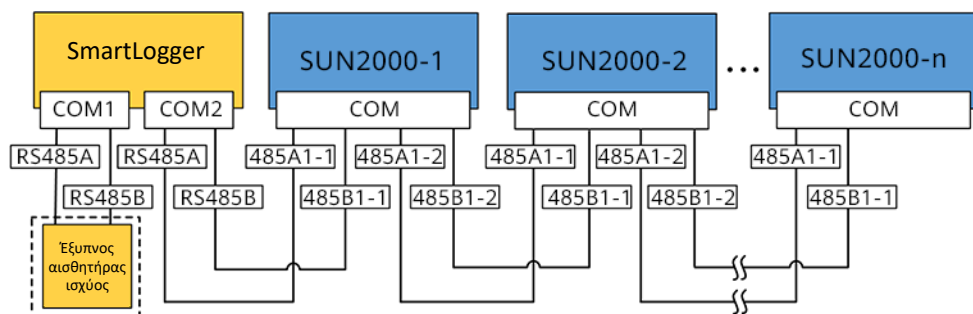 SmartLogger
SUN2000-1
SUN2000-2
...
SUN2000-n
COM1
COM2
COM
COM
COM
RS485A
RS485A
485A1-1
485A1-2
485A1-1
485A1-2
485A1-1
RS485B
RS485B
485B1-1
485B1-2
485B1-1
485B1-2
485B1-1
Έξυπνος
αισθητήρας
ισχύος